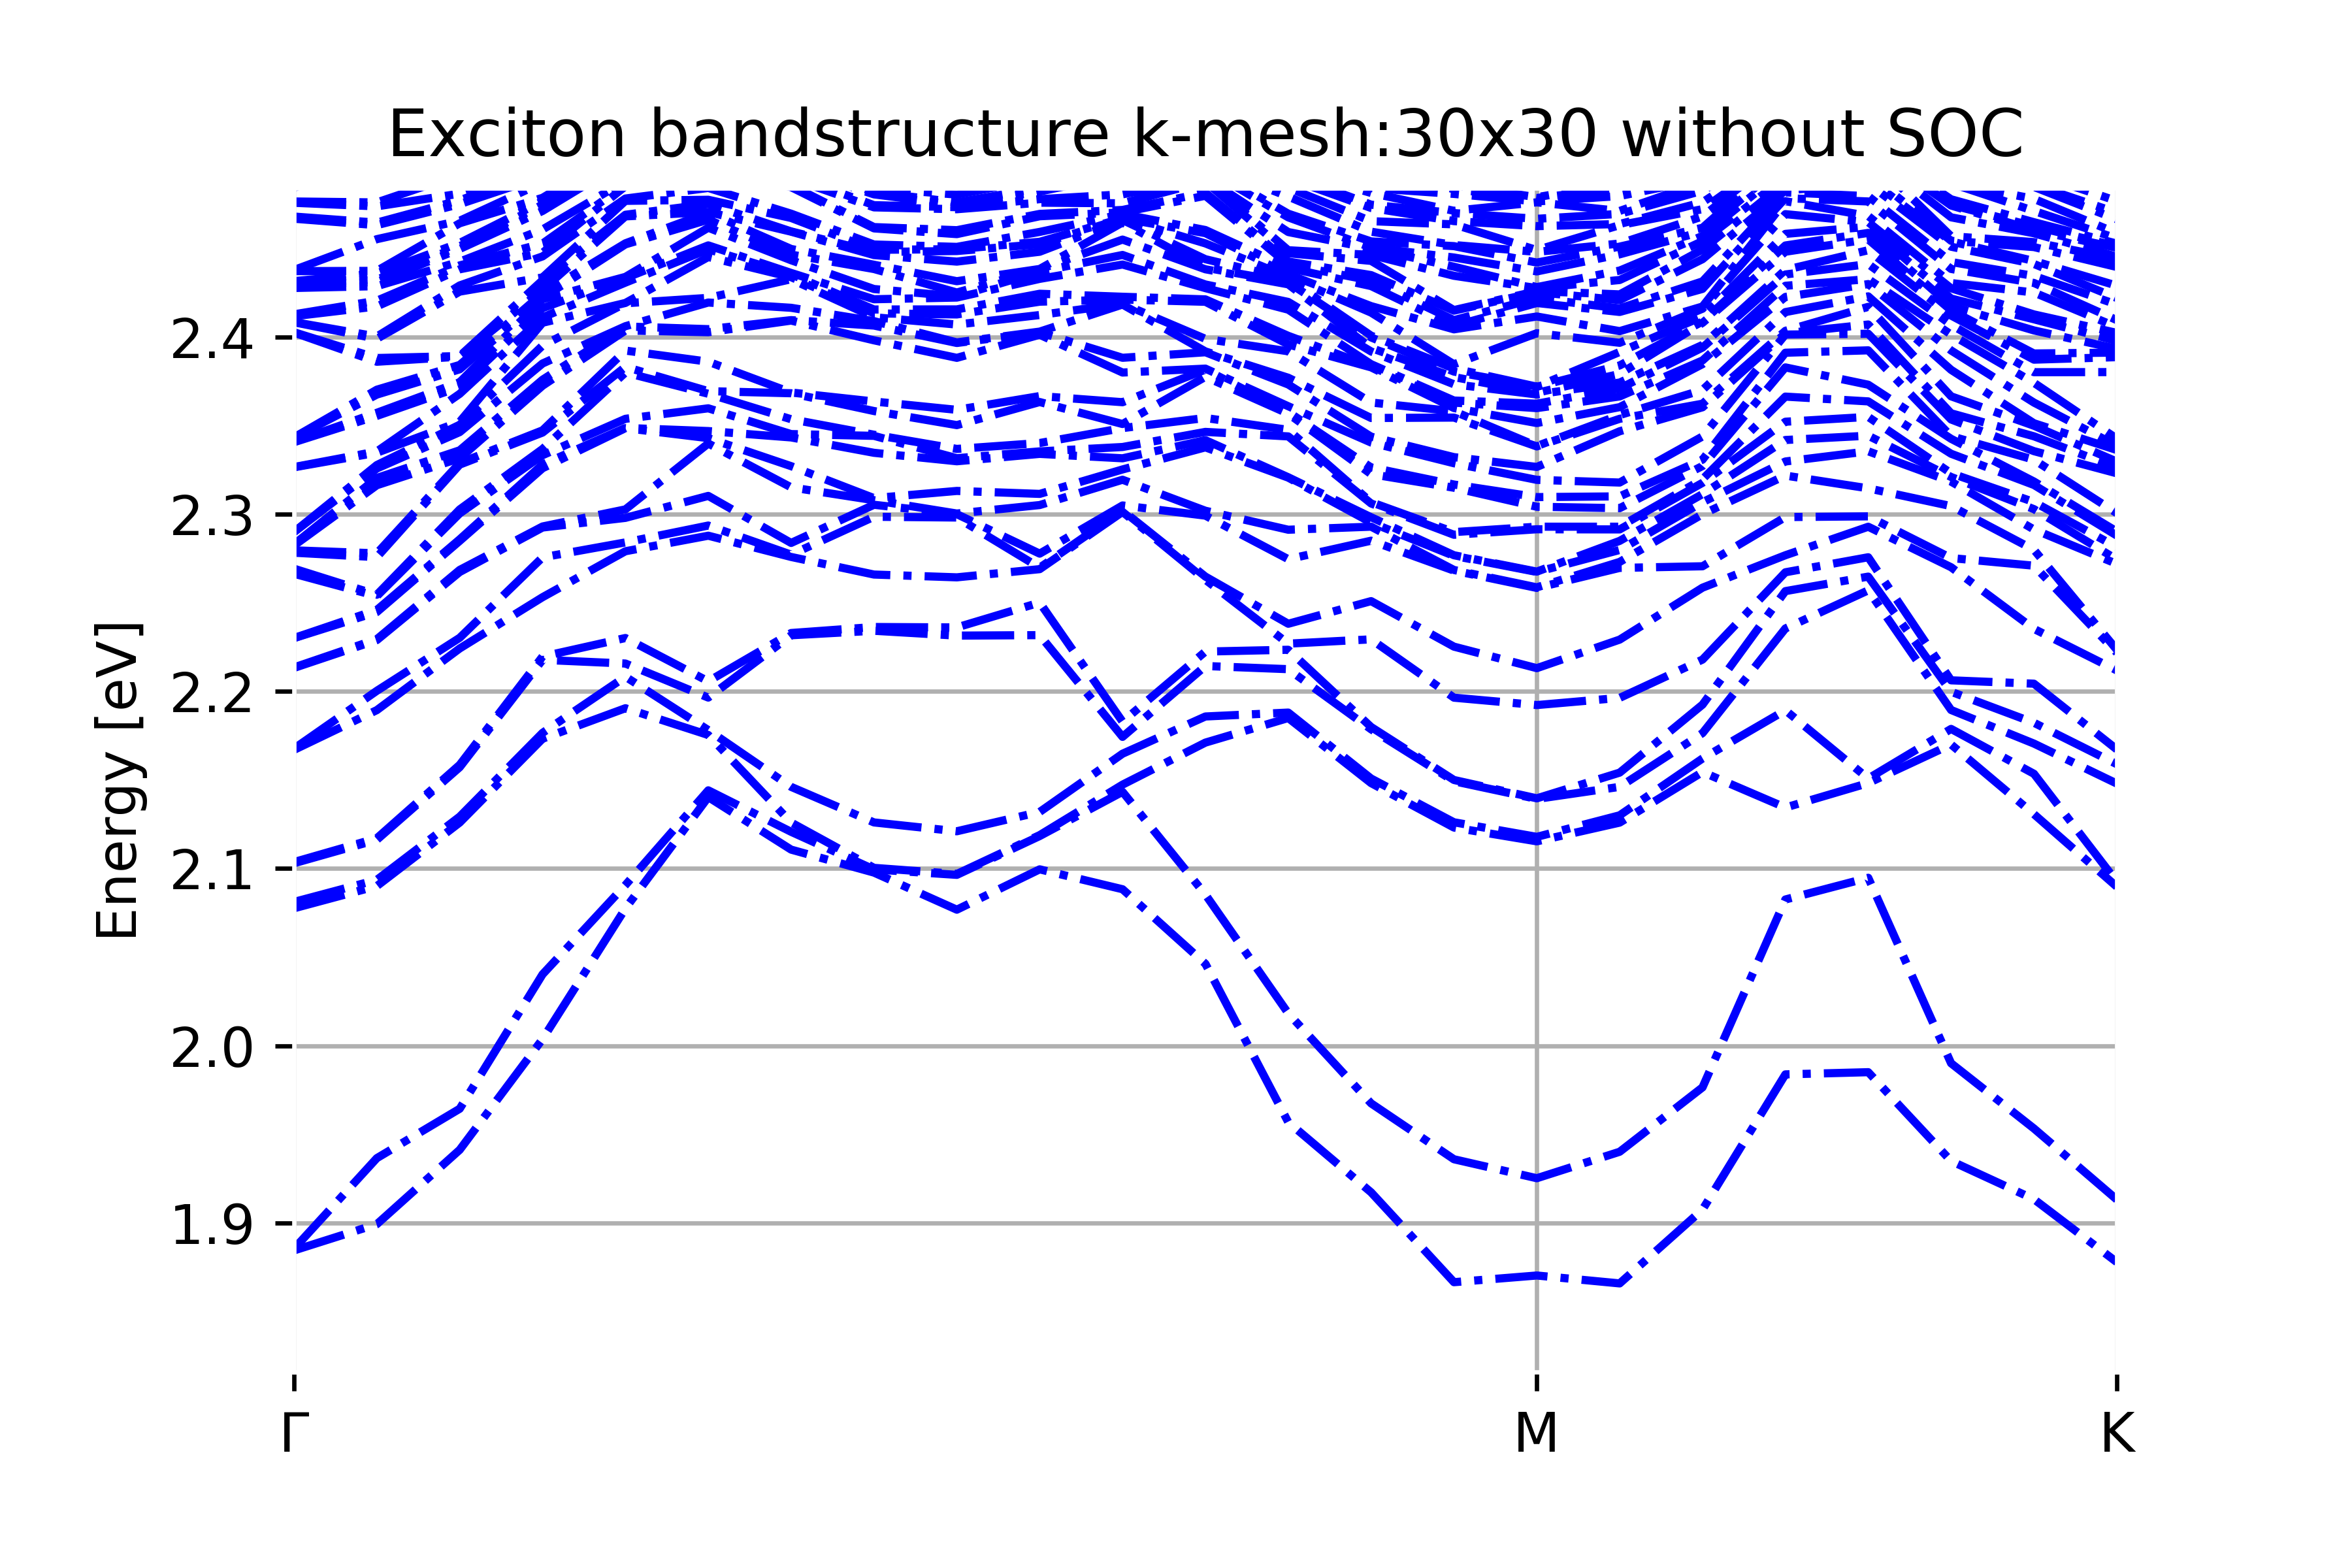 Exciton bandstructure k-mesh:30x30 without SOC
Energy [eV]
2.4
2.3
2.2
2.1
2.0
1.9
Γ M K